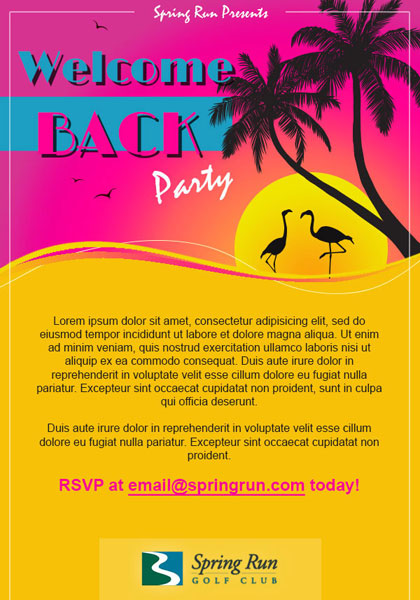 Spring Run Presents
Welcome
BACK
Party
Lorem ipsum dolor sit amet, consectetur adipisicing elit, sed do
eiusmod tempor incididunt ut labore et dolore magna aliqua. Ut enim
ad minim veniam, quis nostrud exercitation ullamco laboris nisi ut
aliquip ex ea commodo consequat. Duis aute irure dolor in
reprehenderit in voluptate velit esse cillum dolore eu fugiat nulla
pariatur. Excepteur sint occaecat cupidatat non proident, sunt in culpa
qui officia deserunt.
Duis aute irure dolor in reprehenderit in voluptate velit esse cillum
dolore eu fugiat nulla pariatur. Excepteur sint occaecat cupidatat non
proident.
RSVP at email@springrun.com today!
Spring Run
GOLF CLUB